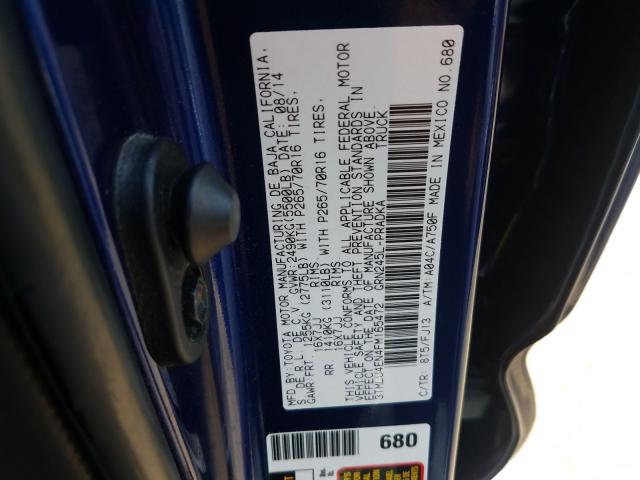 MFD.BY:TOYOTA MOTOR MANUFACTURING DE BAJA CALIFORNIA,
S.DE R.L. DE C.V. GVWR:2490KG(5500LB) DATE: 08/14
GAWR:FRT. 1255KG (2775LB) WITH P265/70R16 TIRES,
16X7JJ RIMS
RR. 1410KG (3110LB) WITH P265/70R16 TIRES,
16X7JJ RIMS
THIS VEHICLE CONFORMS TO ALL APPLICABLE FEDERAL MOTOR
VEHICLE SAFETY AND THEFT PREVENTION STANDARDS IN
EFFECT ON THE DATE OF MANUFACTURE SHOWN ABOVE.
3TMLU4EN4FM165472 GRN245L-PRADKA TRUCK
C/TR: 8T5/FJ13 A/TM:A04C/A750F MADE IN MEXICO NO.680
680